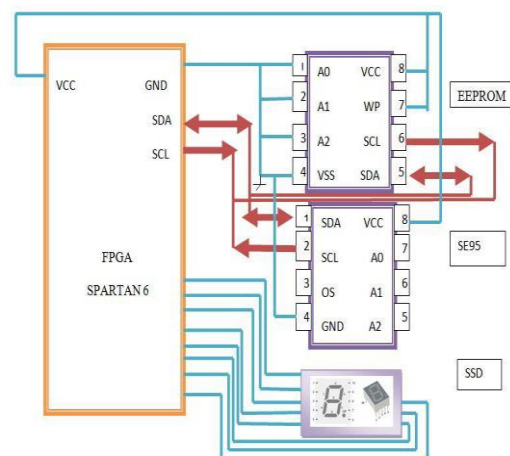 VCC GND
SDA
SCL
FPGA
SPARTAN 6
1 A0 VCC 8
2 A1 WP 7
3 A2 SCL 6
4 VSS SDA 5
EEPROM
1 SDA VCC 8
2 SCL A0 7
3 OS A1 6
4 GND A2 5
SE95
SSD